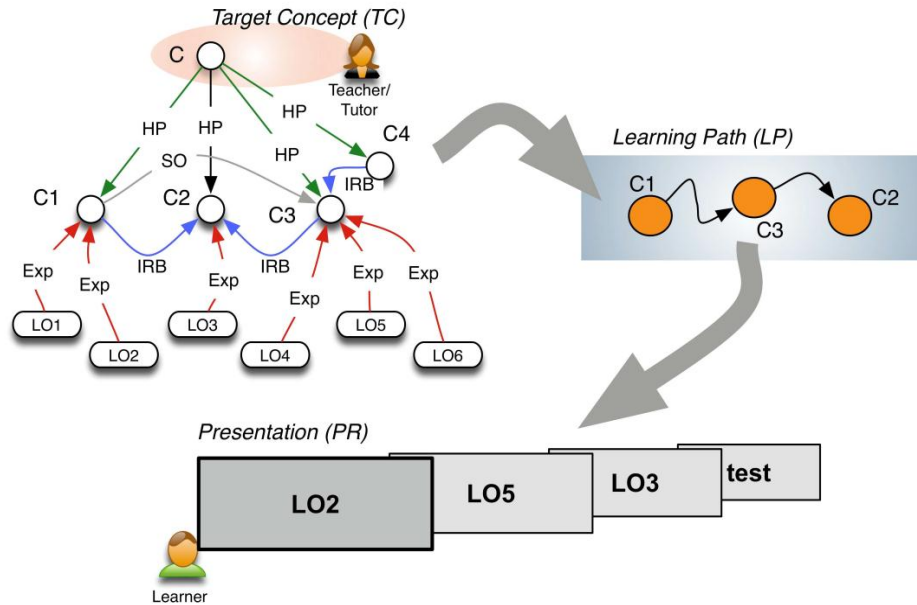 Target Concept (TC)
C
Teacher/
Tutor
HP
HP
HP
HP
SO
C4
IRB
C1
C2
C3
IRB
IRB
Exp
Exp
Exp
Exp
Exp
Exp
LO1
LO2
LO3
LO4
LO5
LO6
Learning Path (LP)
C1
C3
C2
Presentation (PR)
LO2
LO5
LO3
test
Learner